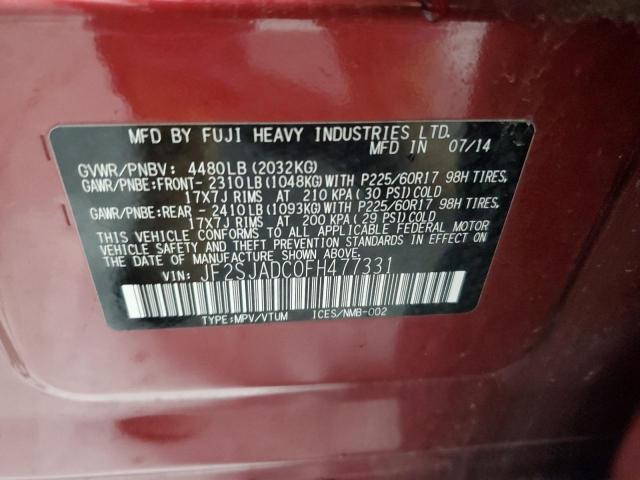 MFD BY FUJI HEAVY INDUSTRIES LTD.
MFD IN 07/14
GVWR/PNBV: 4480LB (2032KG)
GAWR/PNBE:FRONT- 2310LB (1048KG) WITH P225/60R17 98H TIRES,
17X7J RIMS AT 210 KPA (30 PSI) COLD
GAWR/PNBE:REAR - 2410LB (1093KG) WITH P225/60R17 98H TIRES,
17X7J RIMS AT 200 KPA (29 PSI) COLD
THIS VEHICLE CONFORMS TO ALL APPLICABLE FEDERAL MOTOR
VEHICLE SAFETY AND THEFT PREVENTION STANDARDS IN EFFECT ON
THE DATE OF MANUFACTURE SHOWN ABOVE.
VIN: JF2SJADC0FH477331
TYPE:MPV/VTUM ICES/NMB-002